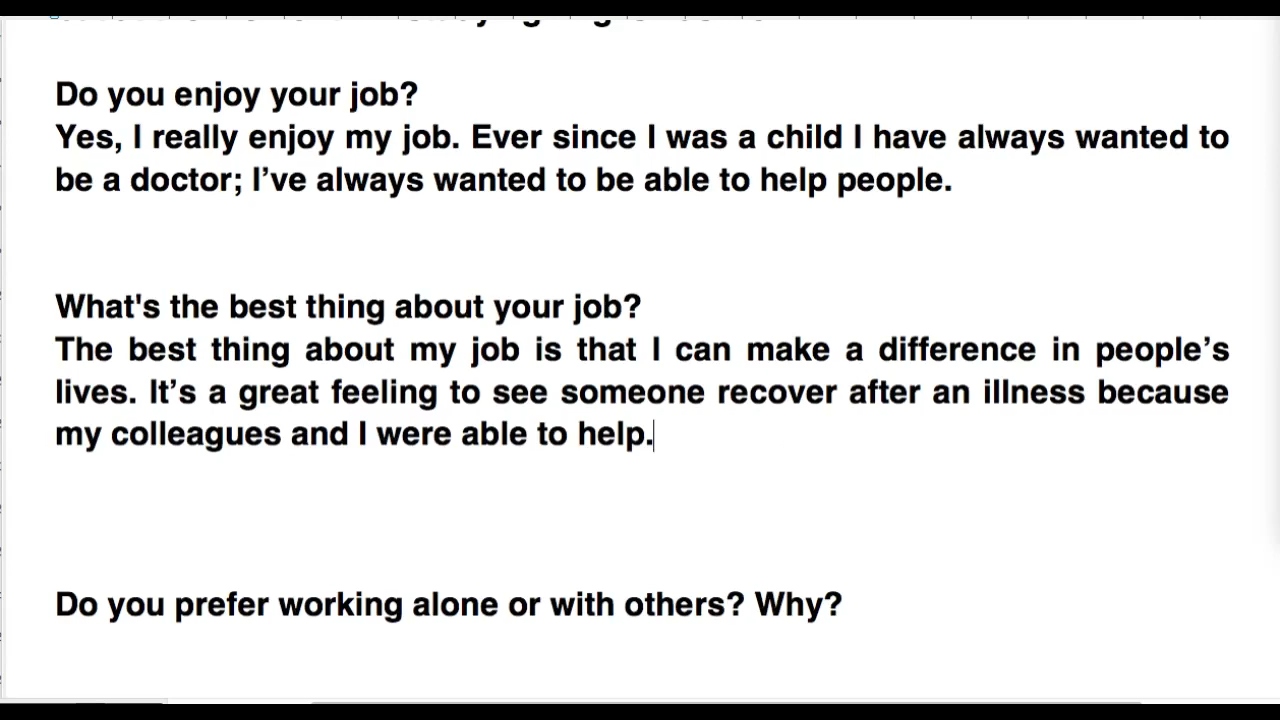 Do you enjoy your job?
Yes, I really enjoy my job. Ever since I was a child I have always wanted to
be a doctor; I’ve always wanted to be able to help people.
What's the best thing about your job?
The best thing about my job is that I can make a difference in people’s
lives. It’s a great feeling to see someone recover after an illness because
my colleagues and I were able to help.
Do you prefer working alone or with others? Why?